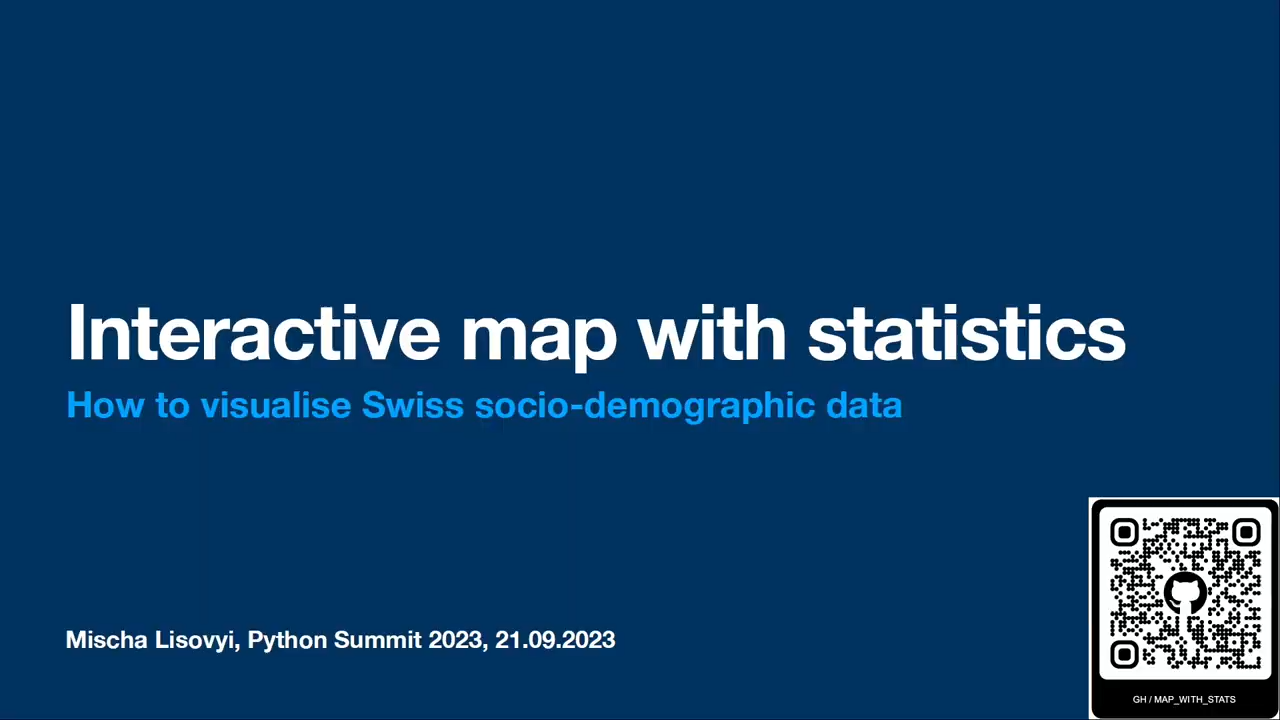 Interactive map with statistics
How to visualise Swiss socio-demographic data
Mischa Lisovyi, Python Summit 2023, 21.09.2023
GH / MAP_WITH_STATS